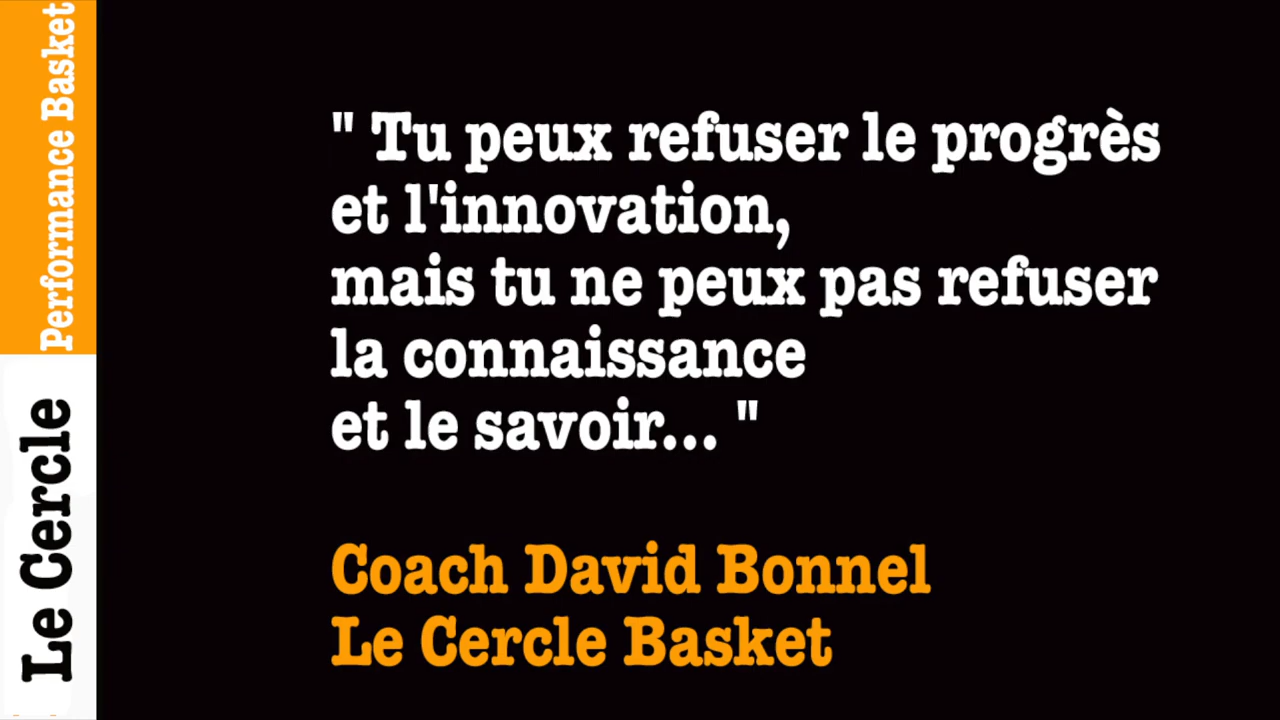 Performance Basket
Le Cercle
" Tu peux refuser le progrès
et l'innovation,
mais tu ne peux pas refuser
la connaissance
et le savoir... "
Coach David Bonnel
Le Cercle Basket